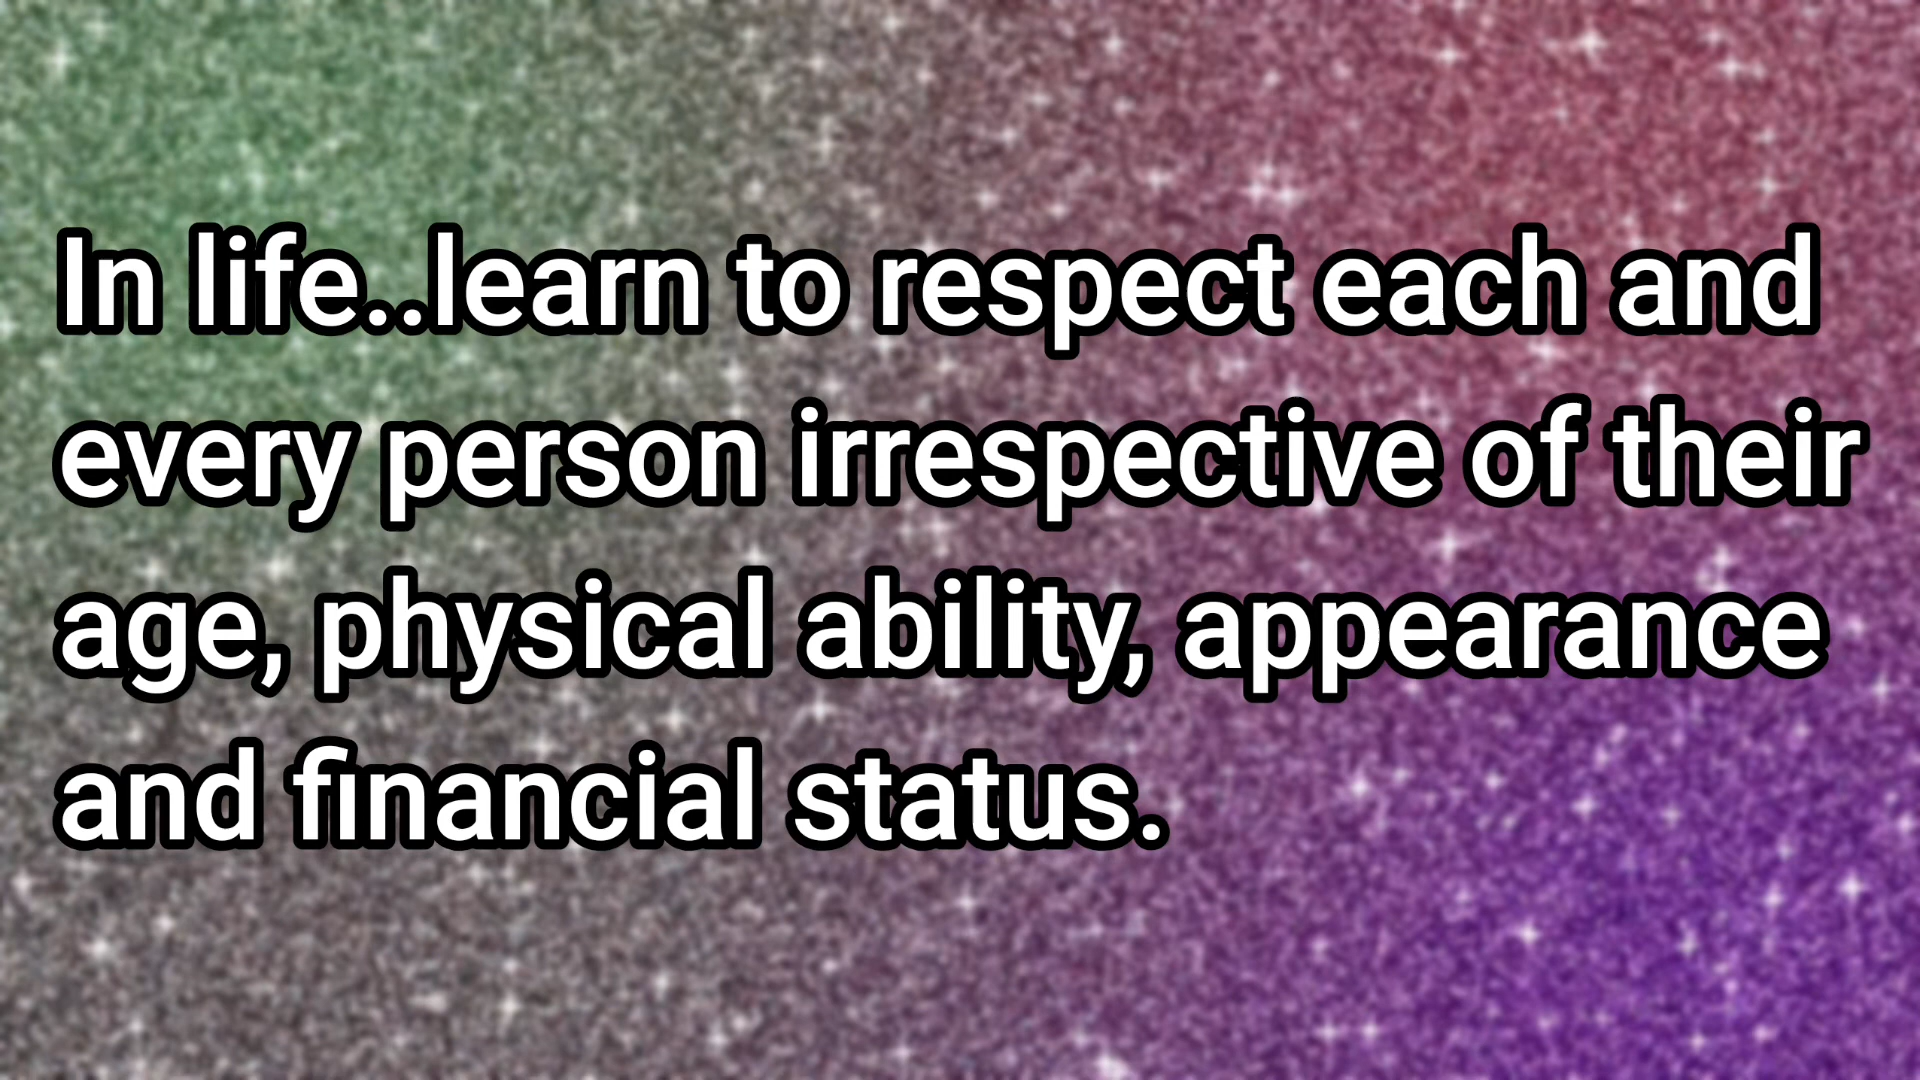 In life..learn to respect each and
every person irrespective of their
age, physical ability, appearance
and financial status.